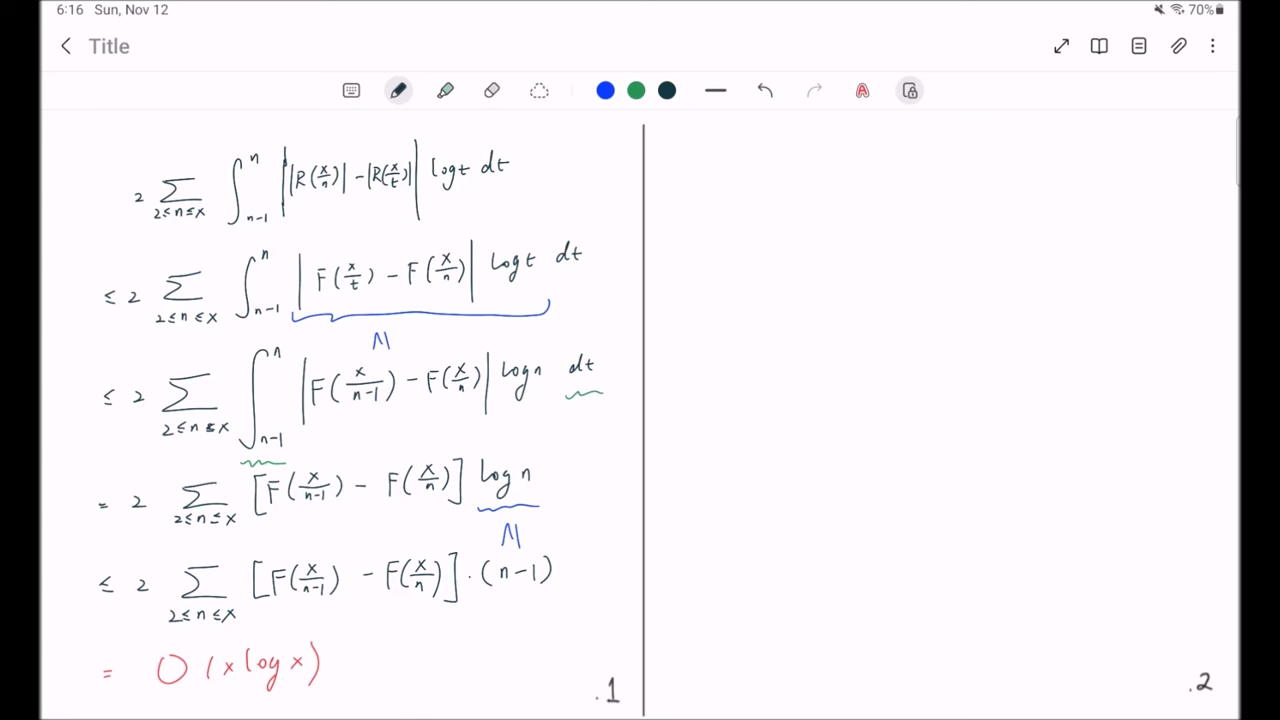 6:16 Sun, Nov 12 70%
Title
2 ∑_{2≤n≤x} ∫_{n-1}^{n} | |R(x/n)| - |R(x/t)| | log t dt
≤ 2 ∑_{2≤n≤x} ∫_{n-1}^{n} | F(x/t) - F(x/n) | log t dt
≤ 2 ∑_{2≤n≤x} ∫_{n-1}^{n} | F(x/(n-1)) - F(x/n) | log n dt
= 2 ∑_{2≤n≤x} [F(x/(n-1)) - F(x/n)] log n
≤ 2 ∑_{2≤n≤x} [F(x/(n-1)) - F(x/n)] · (n-1)
= O(x log x)
.1
.2